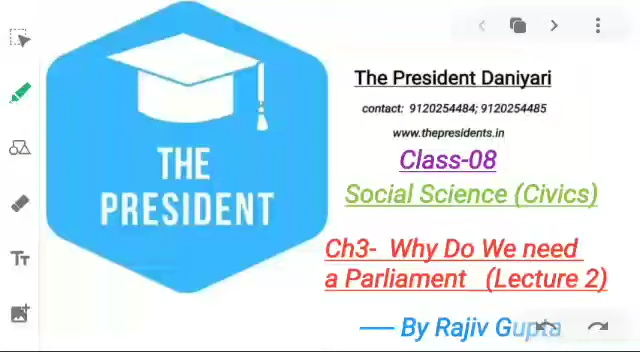 THE
PRESIDENT
The President Daniyari
contact: 9120254484; 9120254485
www.thepresidents.in
Class-08
Social Science (Civics)
Ch3- Why Do We need
a Parliament (Lecture 2)
— By Rajiv Gupta
Tт